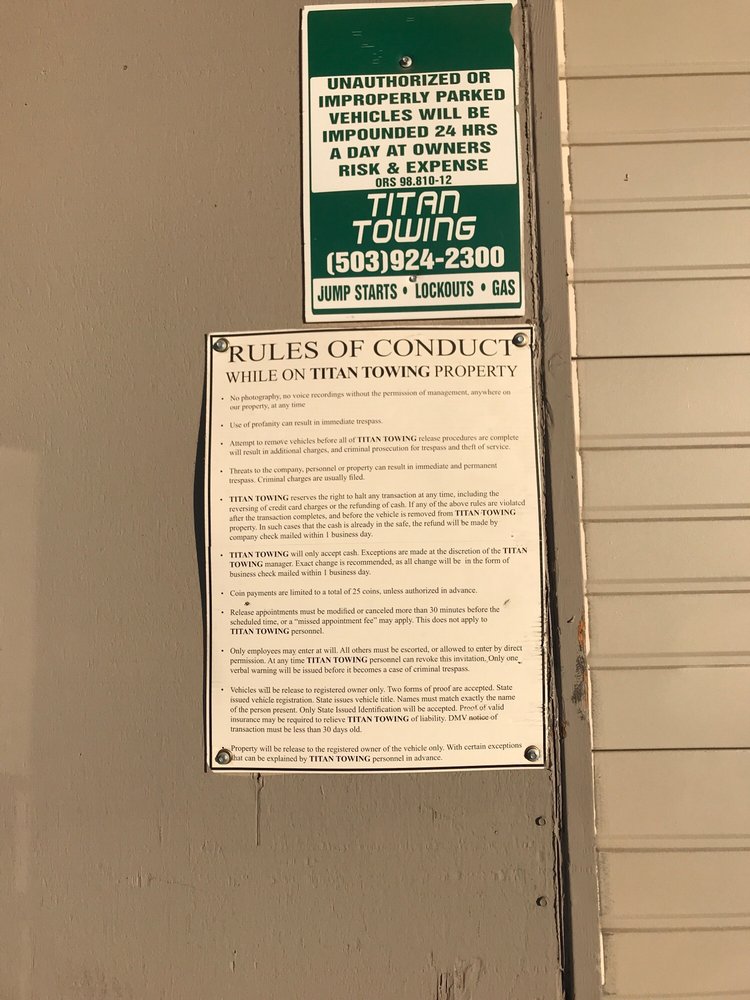 UNAUTHORIZED OR
IMPROPERLY PARKED
VEHICLES WILL BE
IMPOUNDED 24 HRS
A DAY AT OWNERS
RISK & EXPENSE
ORS 98.810-12
TITAN
TOWING
(503)924-2300
JUMP STARTS • LOCKOUTS • GAS
RULES OF CONDUCT
WHILE ON TITAN TOWING PROPERTY
• No photography, no voice recordings without the permission of management, anywhere on
our property, at any time
• Use of profanity can result in immediate trespass.
• Attempt to remove vehicles before all of TITAN TOWING release procedures are complete
will result in additional charges, and criminal prosecution for trespass and theft of service.
• Threats to the company, personnel or property can result in immediate and permanent
trespass. Criminal charges are usually filed.
• TITAN TOWING reserves the right to halt any transaction at any time, including the
reversing of credit card charges or the refunding of cash. If any of the above rules are violated
after the transaction completes, and before the vehicle is removed from TITAN TOWING
property. In such cases that the cash is already in the safe, the refund will be made by
company check mailed within 1 business day.
• TITAN TOWING will only accept cash. Exceptions are made at the discretion of the TITAN
TOWING manager. Exact change is recommended, as all change will be in the form of
business check mailed within 1 business day.
• Coin payments are limited to a total of 25 coins, unless authorized in advance.
• Release appointments must be modified or canceled more than 30 minutes before the
scheduled time, or a “missed appointment fee” may apply. This does not apply to
TITAN TOWING personnel.
• Only employees may enter at will. All others must be escorted, or allowed to enter by direct
permission. At any time TITAN TOWING personnel can revoke this invitation. Only one
verbal warning will be issued before it becomes a case of criminal trespass.
• Vehicles will be release to registered owner only. Two forms of proof are accepted. State
issued vehicle registration. State issues vehicle title. Names must match exactly the name
of the person present. Only State Issued Identification will be accepted. Proof of valid
insurance may be required to relieve TITAN TOWING of liability. DMV notice of
transaction must be less than 30 days old.
Property will be release to the registered owner of the vehicle only. With certain exceptions
that can be explained by TITAN TOWING personnel in advance.